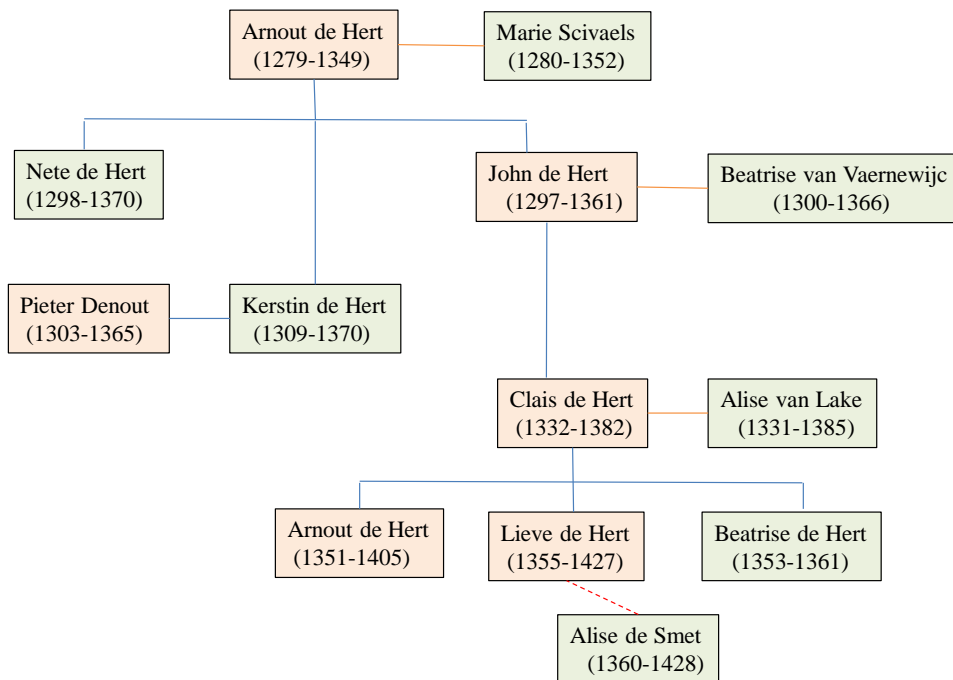 Arnout de Hert
(1279-1349)
Marie Scivaels
(1280-1352)
Nete de Hert
(1298-1370)
John de Hert
(1297-1361)
Beatrise van Vaernewijc
(1300-1366)
Pieter Denout
(1303-1365)
Kerstin de Hert
(1309-1370)
Clais de Hert
(1332-1382)
Alise van Lake
(1331-1385)
Arnout de Hert
(1351-1405)
Lieve de Hert
(1355-1427)
Beatrise de Hert
(1353-1361)
Alise de Smet
(1360-1428)